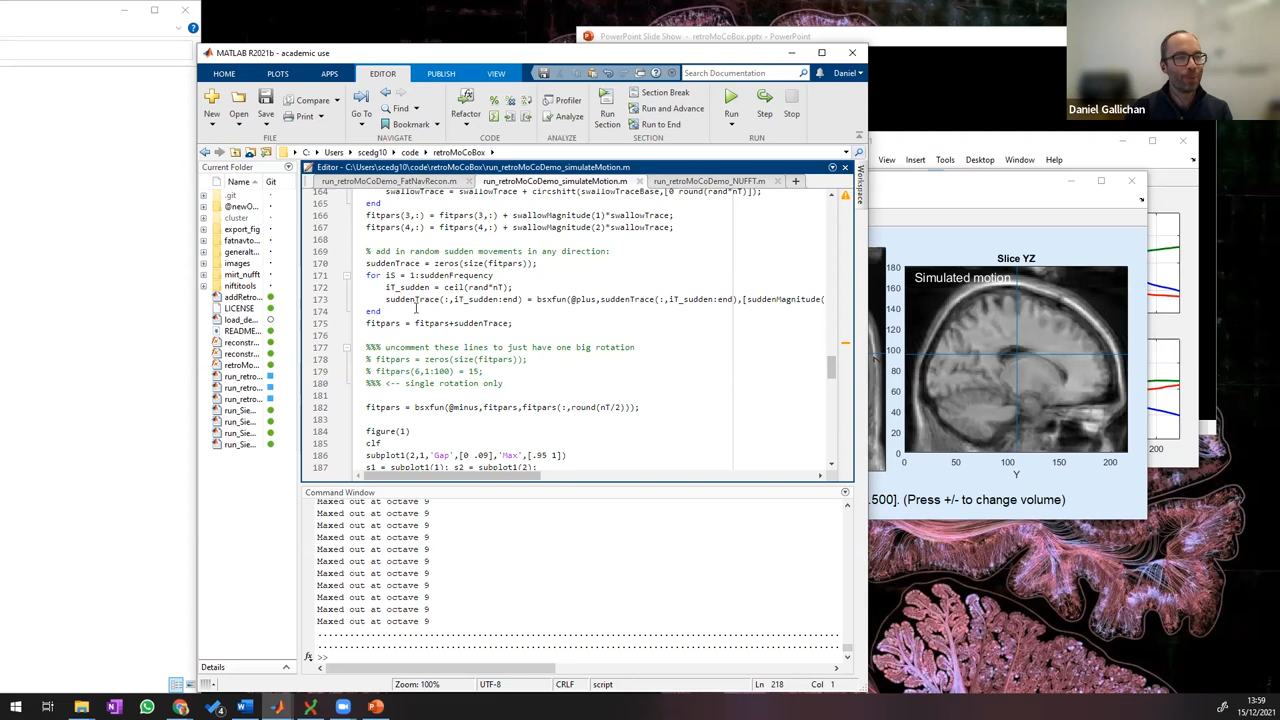 PowerPoint Slide Show - retroMoCoBox.pptx - PowerPoint
MATLAB R2021b - academic use
HOME
PLOTS
APPS
EDITOR
PUBLISH
VIEW
Search Documentation
Daniel
Daniel Gallichan
New
Open
Save
Compare
Print
Go To
Find
Bookmark
Refactor
Profiler
Analyze
Run
Section
Section Break
Run and Advance
Run to End
Run
Step
Stop
FILE
NAVIGATE
CODE
ANALYZE
SECTION
RUN
C: Users scedg10 code retroMoCoBox
Current Folder
Name
Git
.git
@newO...
cluster
export_fig
fatnavto...
generalt...
images
mirt_nufft
niftitools
addRetro...
LICENSE
load_de...
README...
reconstr...
reconstr...
retroMo...
run_retro...
run_retro...
run_retro...
run_Sie...
run_Sie...
run_Sie...
run_Sie...
Details
Editor - C:\Users\scedg10\code\retroMoCoBox\run_retroMoCoDemo_simulateMotion.m
run_retroMoCoDemo_FatNavRecon.m
run_retroMoCoDemo_simulateMotion.m
run_retroMoCoDemo_NUFFT.m
Workspace
164 swallowTrace = swallowTrace + circshift(swallowTraceBase,[0 round(rand*nT)]);
165 end
166 fitpars(3,:) = fitpars(3,:) + swallowMagnitude(1)*swallowTrace;
167 fitpars(4,:) = fitpars(4,:) + swallowMagnitude(2)*swallowTrace;
168
169 % add in random sudden movements in any direction:
170 suddenTrace = zeros(size(fitpars));
171 for iS = 1:suddenFrequency
172 iT_sudden = ceil(rand*nT);
173 suddenTrace(:,iT_sudden:end) = bsxfun(@plus,suddenTrace(:,iT_sudden:end),[suddenMagnitude(
174 end
175 fitpars = fitpars+suddenTrace;
176
177 %%% uncomment these lines to just have one big rotation
178 % fitpars = zeros(size(fitpars));
179 % fitpars(6,1:100) = 15;
180 %%% <-- single rotation only
181
182 fitpars = bsxfun(@minus,fitpars,fitpars(:,round(nT/2)));
183
184 figure(1)
185 clf
186 subplot1(2,1,'Gap',[0 .09],'Max',[.95 1])
187 s1 = subplot1(1); s2 = subplot1(2);
Command Window
Maxed out at octave 9
Maxed out at octave 9
Maxed out at octave 9
Maxed out at octave 9
Maxed out at octave 9
Maxed out at octave 9
Maxed out at octave 9
Maxed out at octave 9
Maxed out at octave 9
Maxed out at octave 9
Maxed out at octave 9
fx >>
Zoom: 100%
UTF-8
CRLF
script
Ln 218
Col 1
View
Insert
Tools
Desktop
Window
Help
Slice YZ
Simulated motion
180
160
140
120
100
80
60
40
20
0
0
50
100
150
200
Y
200
.500]. (Press +/- to change volume)
13:59
15/12/2021